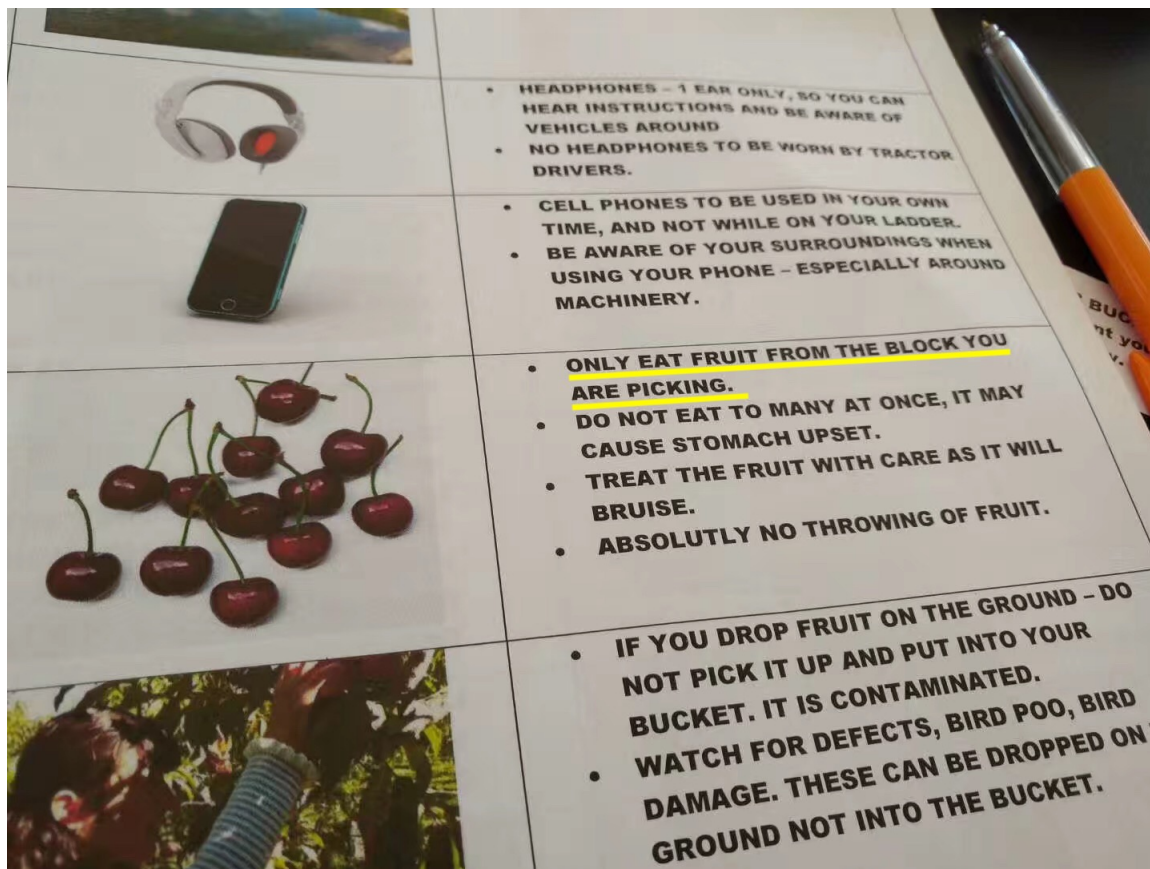 HEADPHONES – 1 EAR ONLY, SO YOU CAN
HEAR INSTRUCTIONS AND BE AWARE OF
VEHICLES AROUND
NO HEADPHONES TO BE WORN BY TRACTOR
DRIVERS.
CELL PHONES TO BE USED IN YOUR OWN
TIME, AND NOT WHILE ON YOUR LADDER.
BE AWARE OF YOUR SURROUNDINGS WHEN
USING YOUR PHONE – ESPECIALLY AROUND
MACHINERY.
ONLY EAT FRUIT FROM THE BLOCK YOU
ARE PICKING.
DO NOT EAT TO MANY AT ONCE, IT MAY
CAUSE STOMACH UPSET.
TREAT THE FRUIT WITH CARE AS IT WILL
BRUISE.
ABSOLUTLY NO THROWING OF FRUIT.
IF YOU DROP FRUIT ON THE GROUND – DO
NOT PICK IT UP AND PUT INTO YOUR
BUCKET. IT IS CONTAMINATED.
WATCH FOR DEFECTS, BIRD POO, BIRD
DAMAGE. THESE CAN BE DROPPED ON
GROUND NOT INTO THE BUCKET.